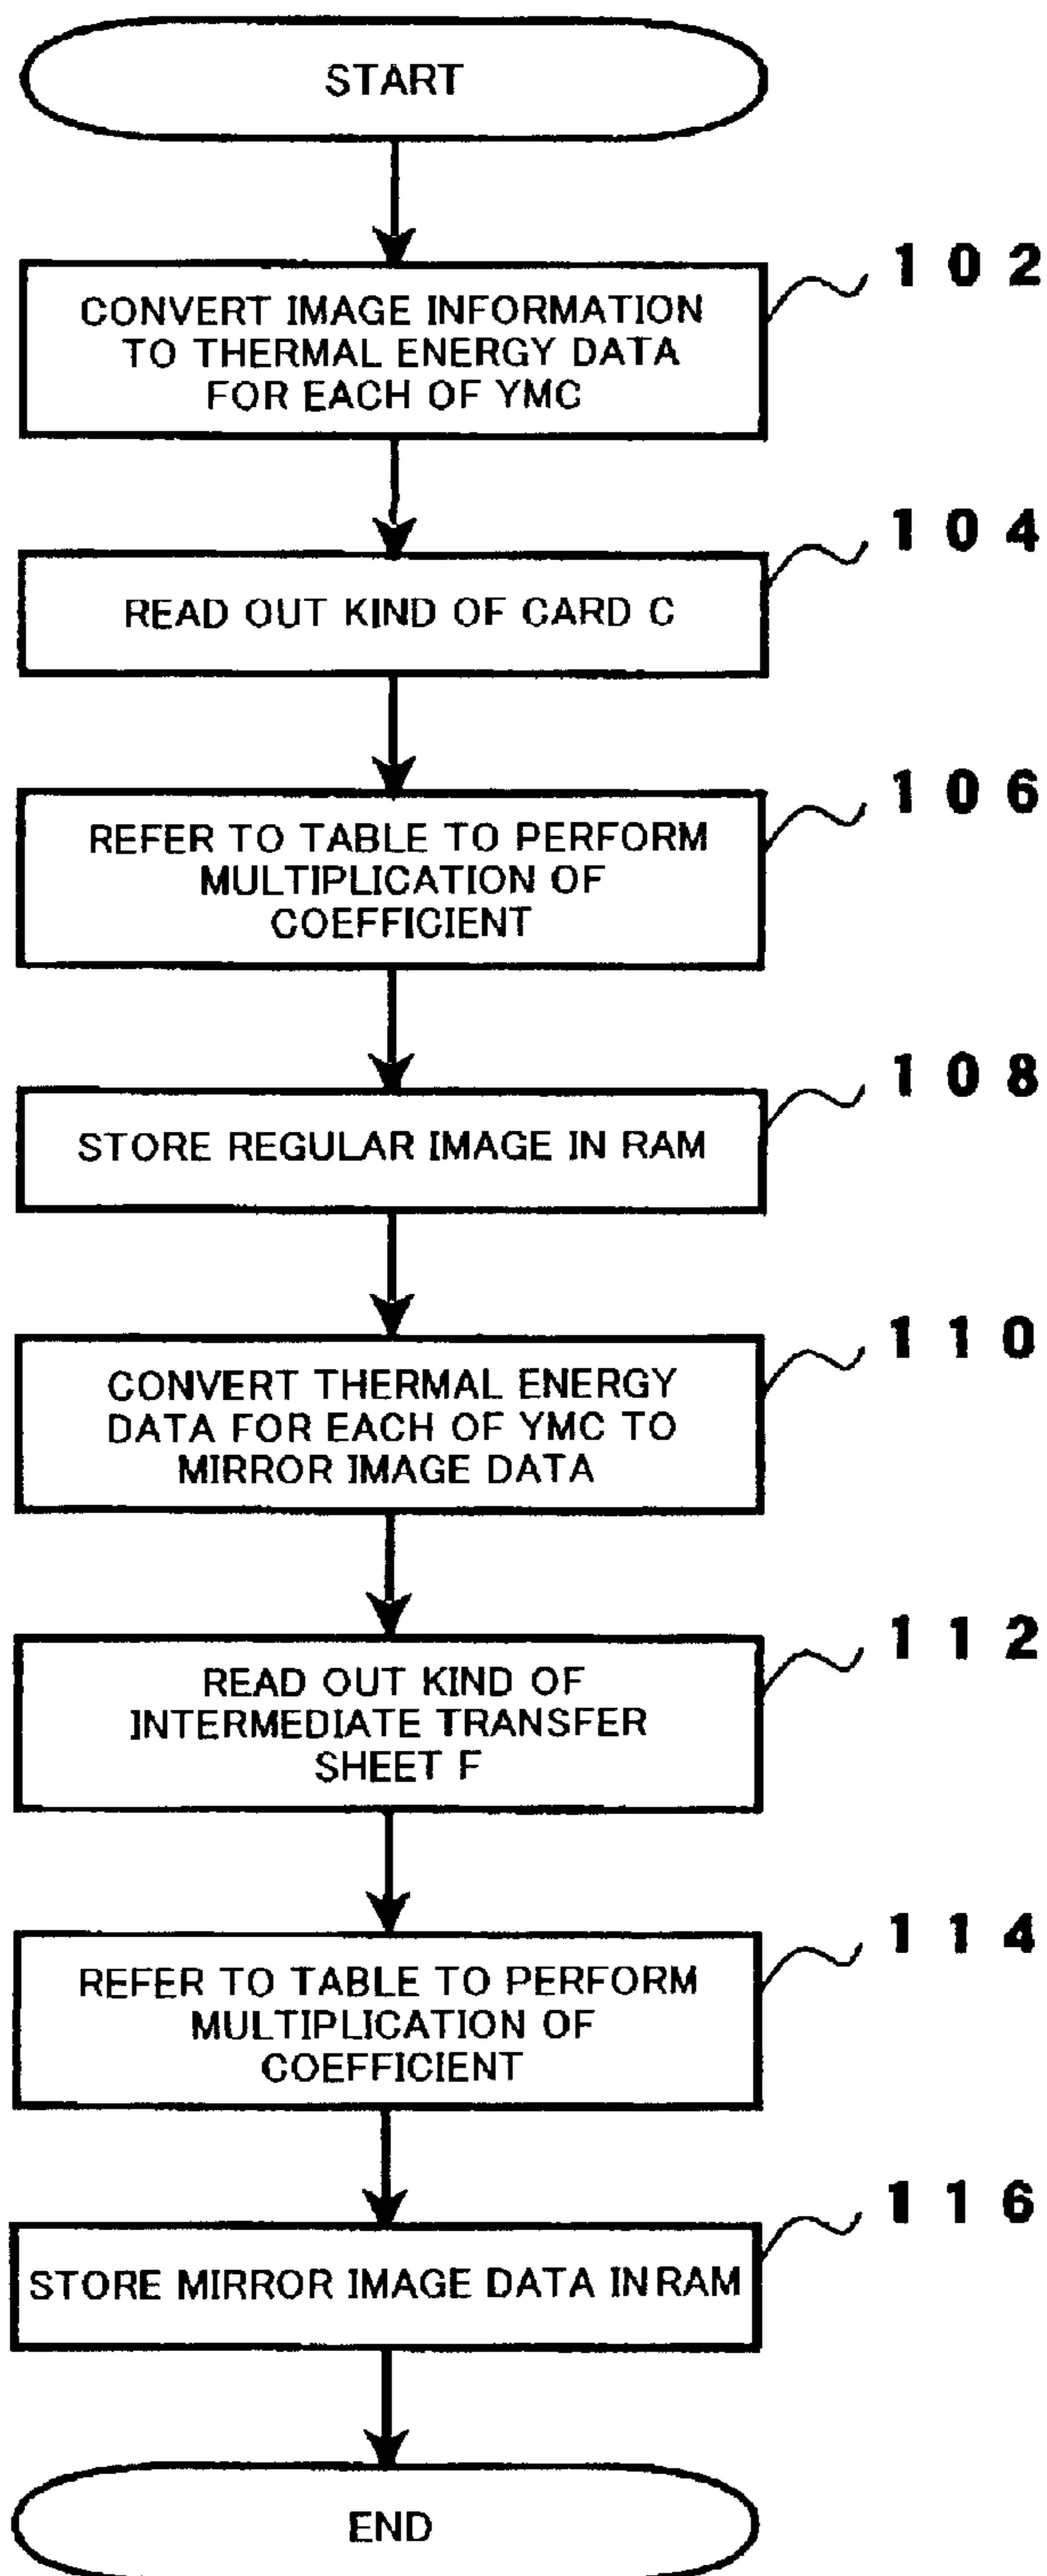 START
102
CONVERT IMAGE INFORMATION
TO THERMAL ENERGY DATA
FOR EACH OF YMC
104
READ OUT KIND OF CARD C
106
REFER TO TABLE TO PERFORM
MULTIPLICATION OF
COEFFICIENT
108
STORE REGULAR IMAGE IN RAM
110
CONVERT THERMAL ENERGY
DATA FOR EACH OF YMC TO
MIRROR IMAGE DATA
112
READ OUT KIND OF
INTERMEDIATE TRANSFER
SHEET F
114
REFER TO TABLE TO PERFORM
MULTIPLICATION OF
COEFFICIENT
116
STORE MIRROR IMAGE DATA IN RAM
END